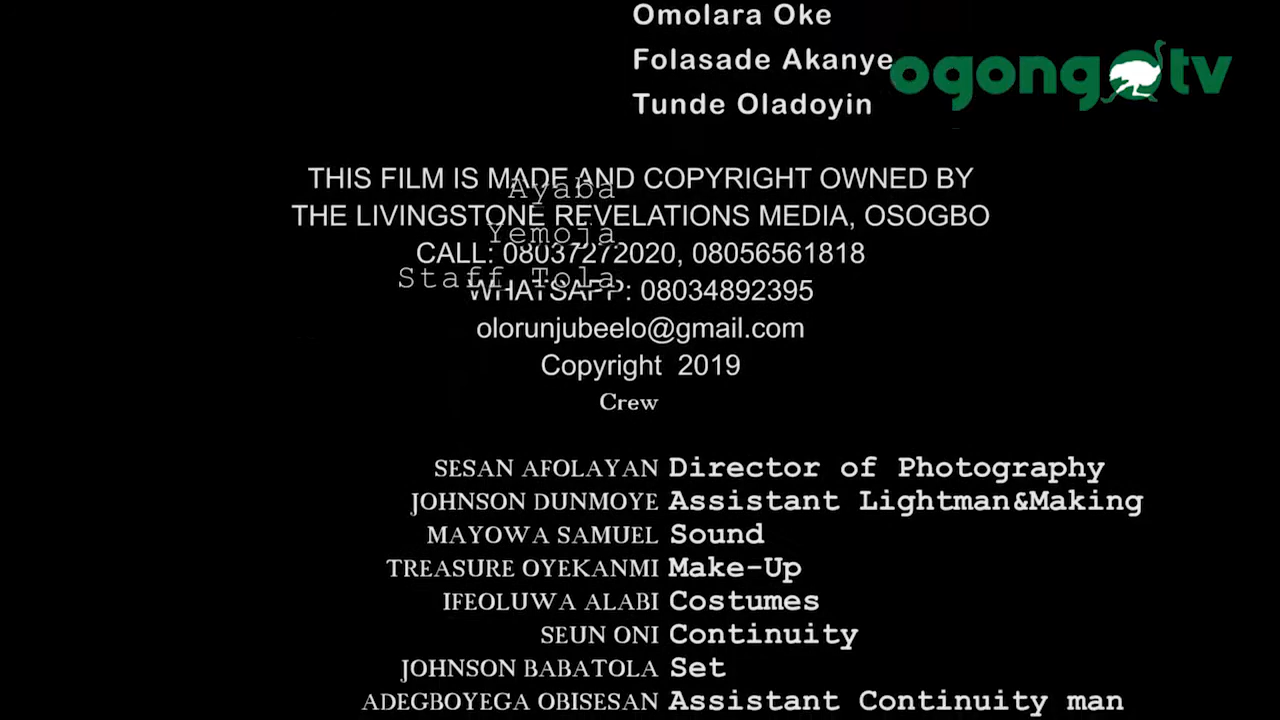 Omolara Oke
Folasade Akanye
Tunde Oladoyin
ogongotv
THIS FILM IS MADE AND COPYRIGHT OWNED BY
Ayaba
THE LIVINGSTONE REVELATIONS MEDIA, OSOGBO
Yemoja
CALL: 08037272020, 08056561818
Staff Tola
WHATSAPP: 08034892395
olorunjubeelo@gmail.com
Copyright 2019
Crew
SESAN AFOLAYAN Director of Photography
JOHNSON DUNMOYE Assistant Lightman&Making
MAYOWA SAMUEL Sound
TREASURE OYEKANMI Make-Up
IFEOLUWA ALABI Costumes
SEUN ONI Continuity
JOHNSON BABATOLA Set
ADEGBOYEGA OBISESAN Assistant Continuity man